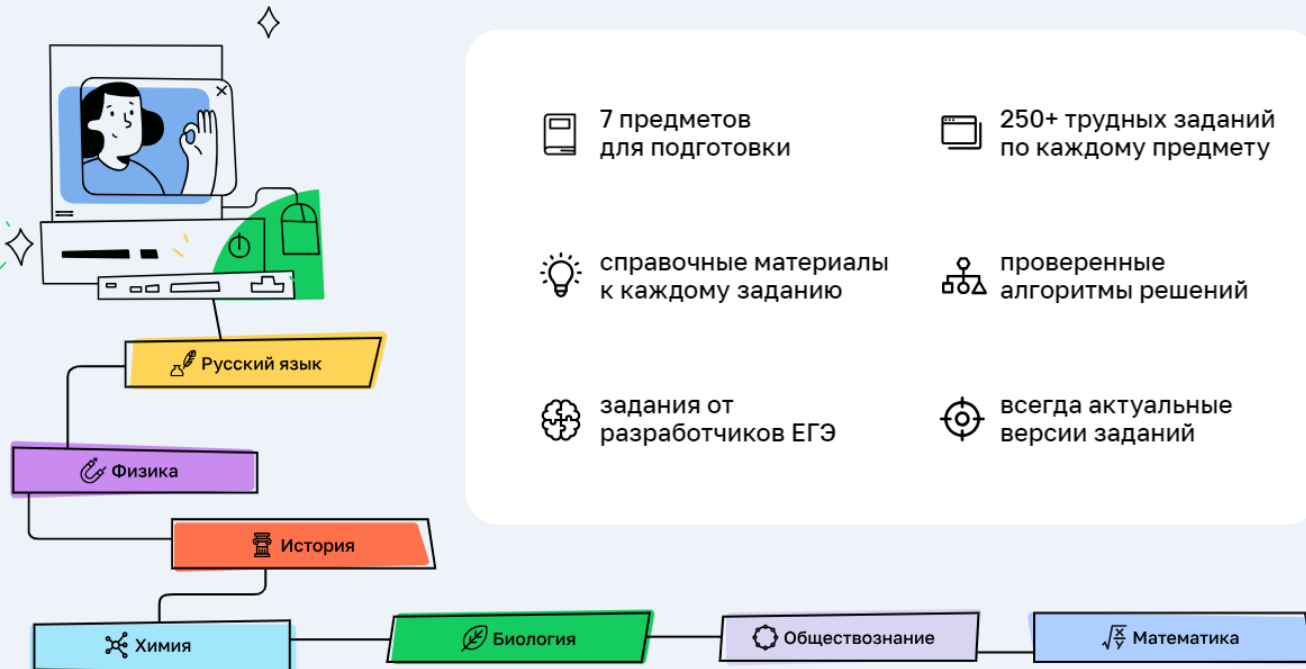 7 предметов
для подготовки
250+ трудных заданий
по каждому предмету
справочные материалы
к каждому заданию
проверенные
алгоритмы решений
задания от
разработчиков ЕГЭ
всегда актуальные
версии заданий
Русский язык
Физика
История
Химия
Биология
Обществознание
Математика